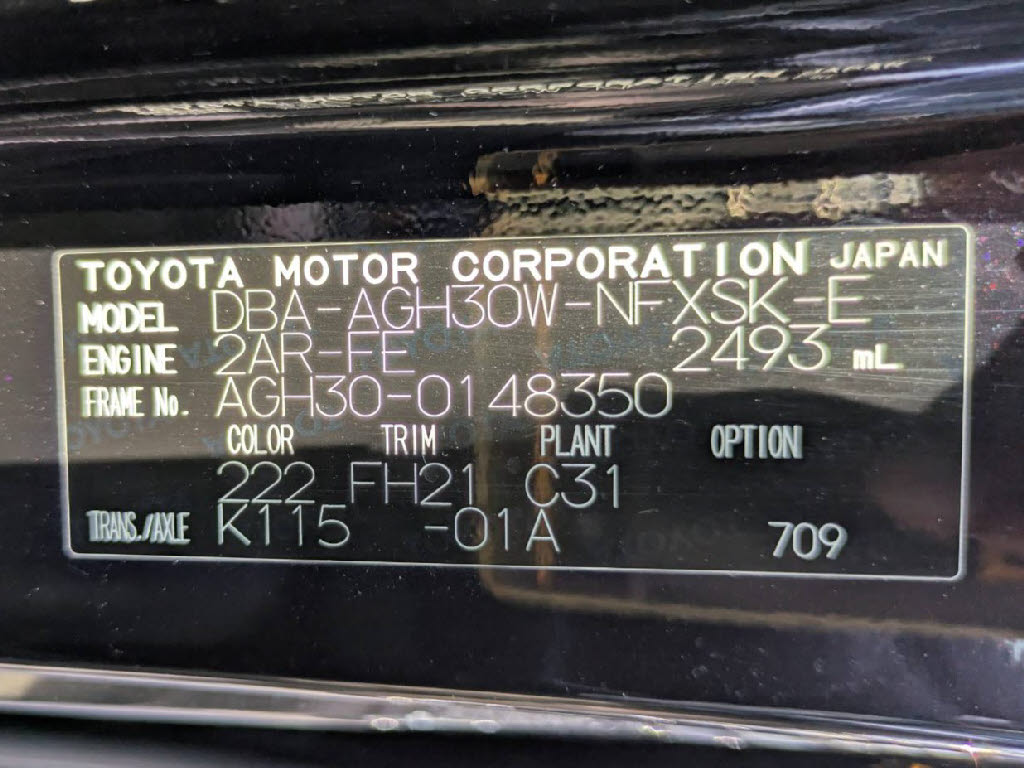 TOYOTA MOTOR CORPORATION JAPAN
MODEL DBA-AGH30W-NFXSK-E
ENGINE 2AR-FE 2493 mL
FRAME No. AGH30-0148350
COLOR TRIM PLANT OPTION
222 FH21 C31
TRANS./AXLE K115 -01A 709